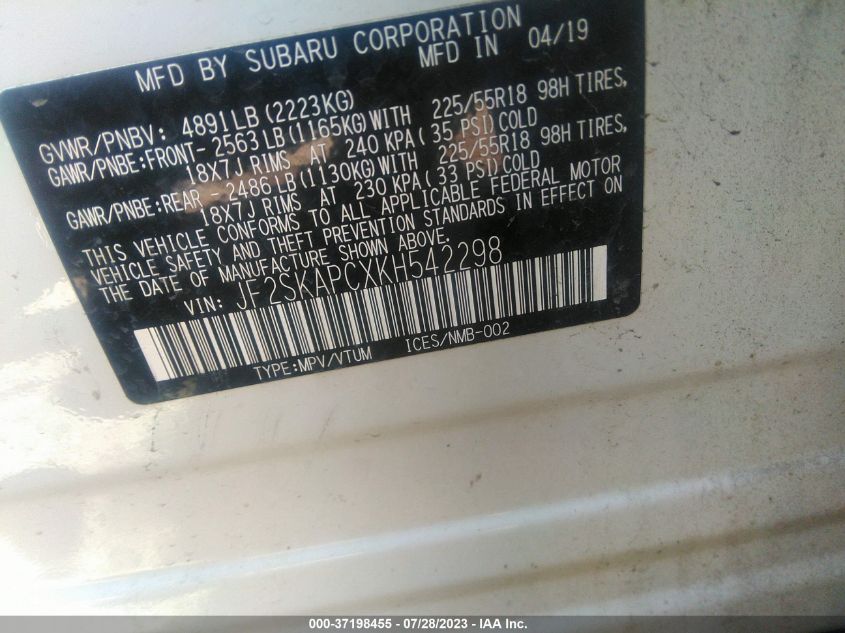 MFD BY SUBARU CORPORATION
MFD IN 04/19
GVWR/PNBV: 4891LB(2223KG)
GAWR/PNBE:FRONT-2563LB(1165KG)WITH 225/55R18 98H TIRES,
18X7J RIMS AT 240 KPA(35 PSI)COLD
GAWR/PNBE:REAR -2486LB(1130KG)WITH 225/55R18 98H TIRES,
18X7J RIMS AT 230 KPA(33 PSI)COLD
THIS VEHICLE CONFORMS TO ALL APPLICABLE FEDERAL MOTOR
VEHICLE SAFETY AND THEFT PREVENTION STANDARDS IN EFFECT ON
THE DATE OF MANUFACTURE SHOWN ABOVE.
VIN: JF2SKAPCXKH542298
TYPE:MPV/VTUM ICES/NMB-002
000-37198455 - 07/28/2023 - IAA Inc.